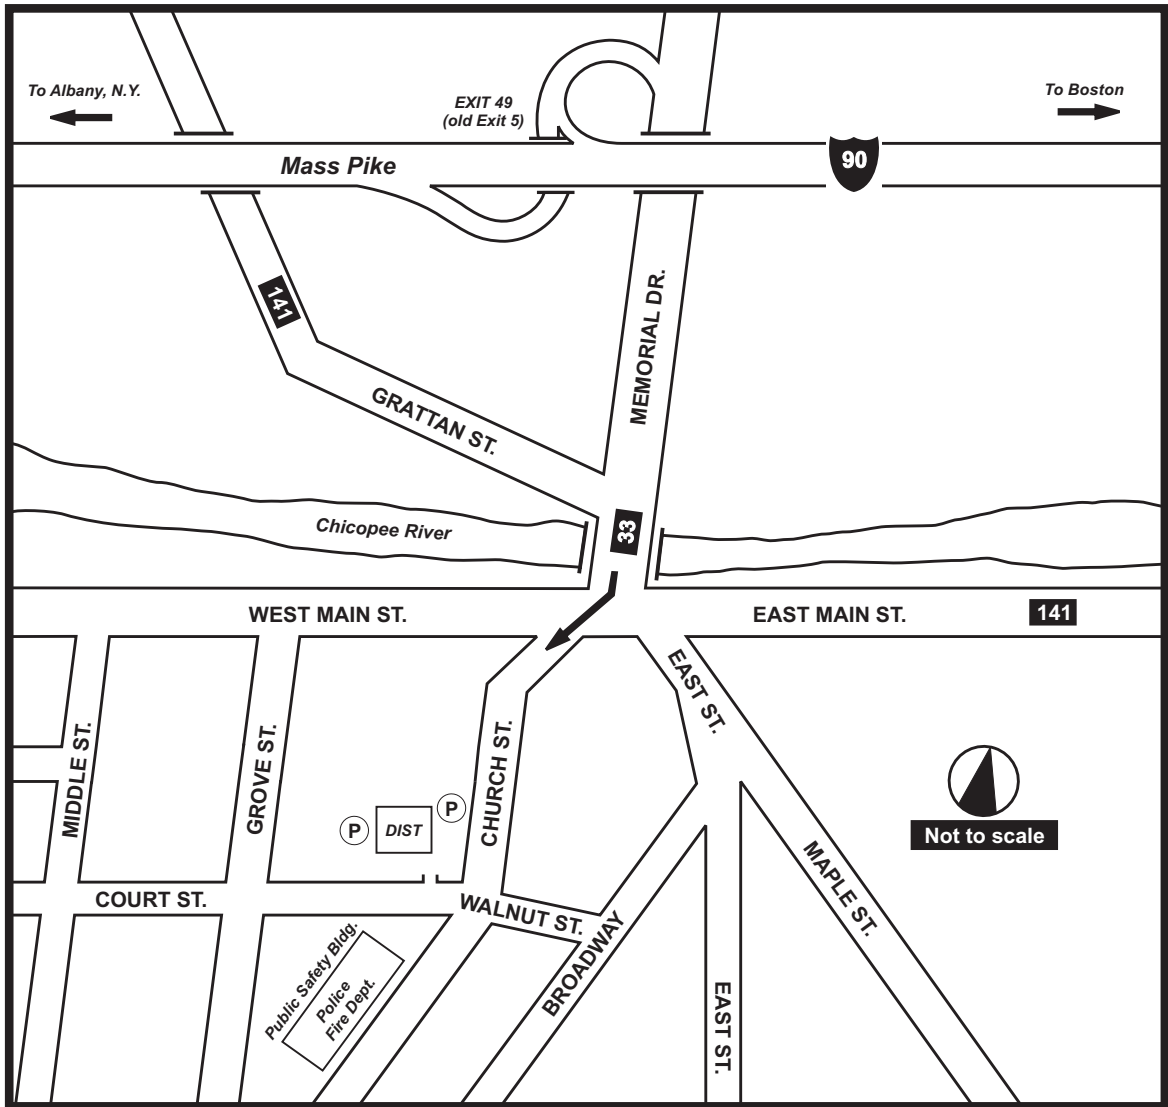 To Albany, N.Y.
EXIT 49
(old Exit 5)
To Boston
Mass Pike
90
141
MEMORIAL DR.
GRATTAN ST.
Chicopee River
33
WEST MAIN ST.
EAST MAIN ST.
141
EAST ST.
MIDDLE ST.
GROVE ST.
CHURCH ST.
P
DIST
P
Not to scale
MAPLE ST.
COURT ST.
WALNUT ST.
BROADWAY
Public Safety Bldg.
Police
Fire Dept.
EAST ST.